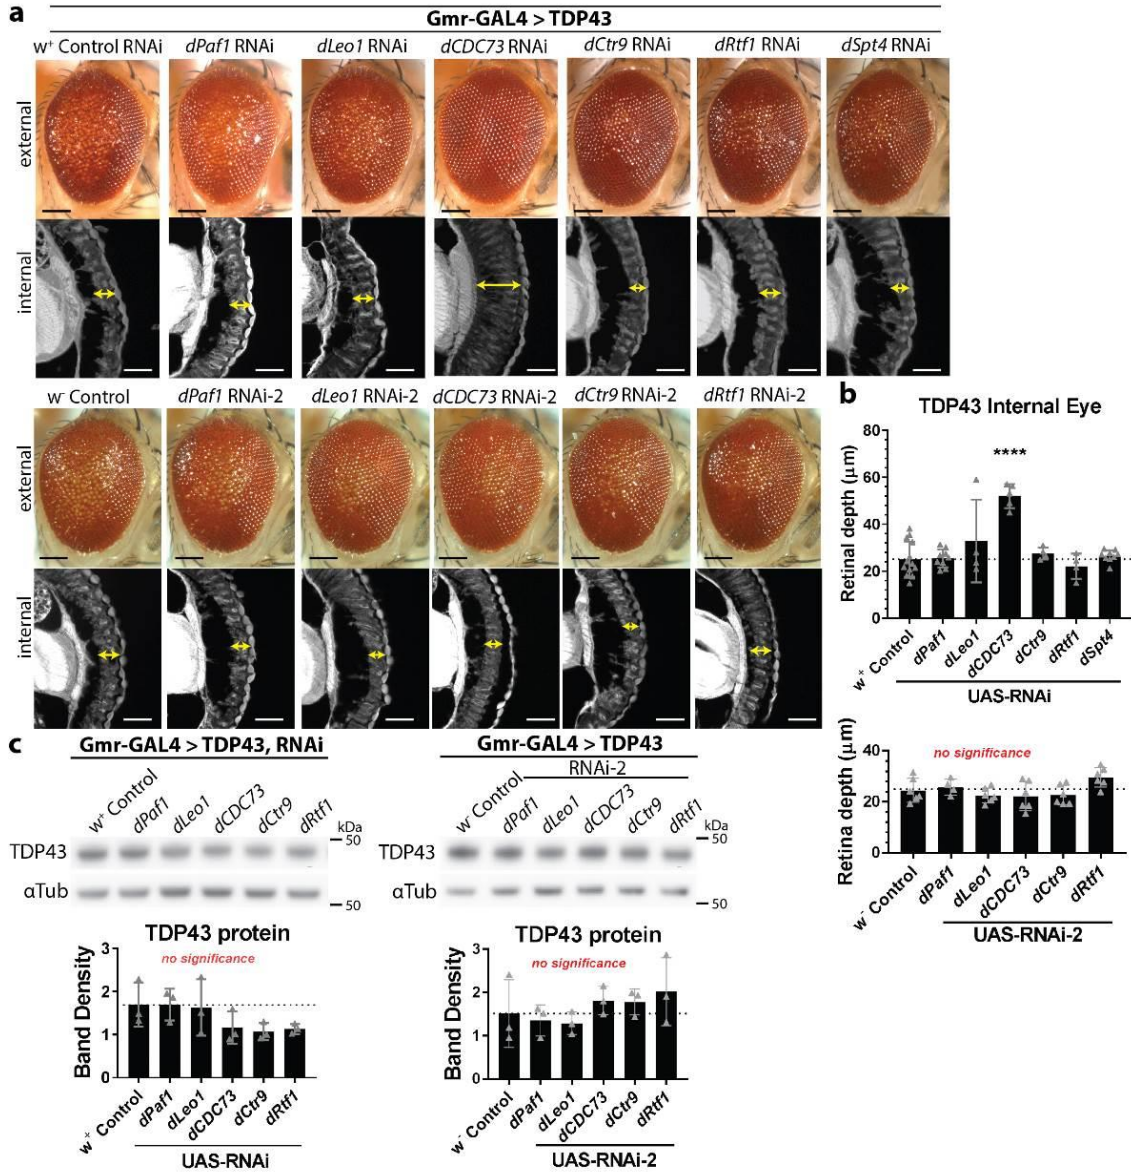 a
Gmr-GAL4 > TDP43
w⁺ Control RNAi dPaf1 RNAi dLeo1 RNAi dCDC73 RNAi dCtr9 RNAi dRtf1 RNAi dSpt4 RNAi
external
internal
w⁻ Control dPaf1 RNAi-2 dLeo1 RNAi-2 dCDC73 RNAi-2 dCtr9 RNAi-2 dRtf1 RNAi-2
external
internal
b
TDP43 Internal Eye
Retinal depth (μm)
80
60
40
20
0
****
w⁺ Control dPaf1 dLeo1 dCDC73 dCtr9 dRtf1 dSpt4
UAS-RNAi
Retina depth (μm)
40
20
0
no significance
w⁻ Control dPaf1 dLeo1 dCDC73 dCtr9 dRtf1
UAS-RNAi-2
c
Gmr-GAL4 > TDP43, RNAi
w⁺ Control dPaf1 dLeo1 dCDC73 dCtr9 dRtf1
kDa
50
TDP43
αTub
50
TDP43 protein
no significance
Band Density
3
2
1
0
w⁺ Control dPaf1 dLeo1 dCDC73 dCtr9 dRtf1
UAS-RNAi
Gmr-GAL4 > TDP43
RNAi-2
w⁻ Control dPaf1 dLeo1 dCDC73 dCtr9 dRtf1
kDa
50
TDP43
αTub
50
TDP43 protein
no significance
Band Density
3
2
1
0
w⁻ Control dPaf1 dLeo1 dCDC73 dCtr9 dRtf1
UAS-RNAi-2